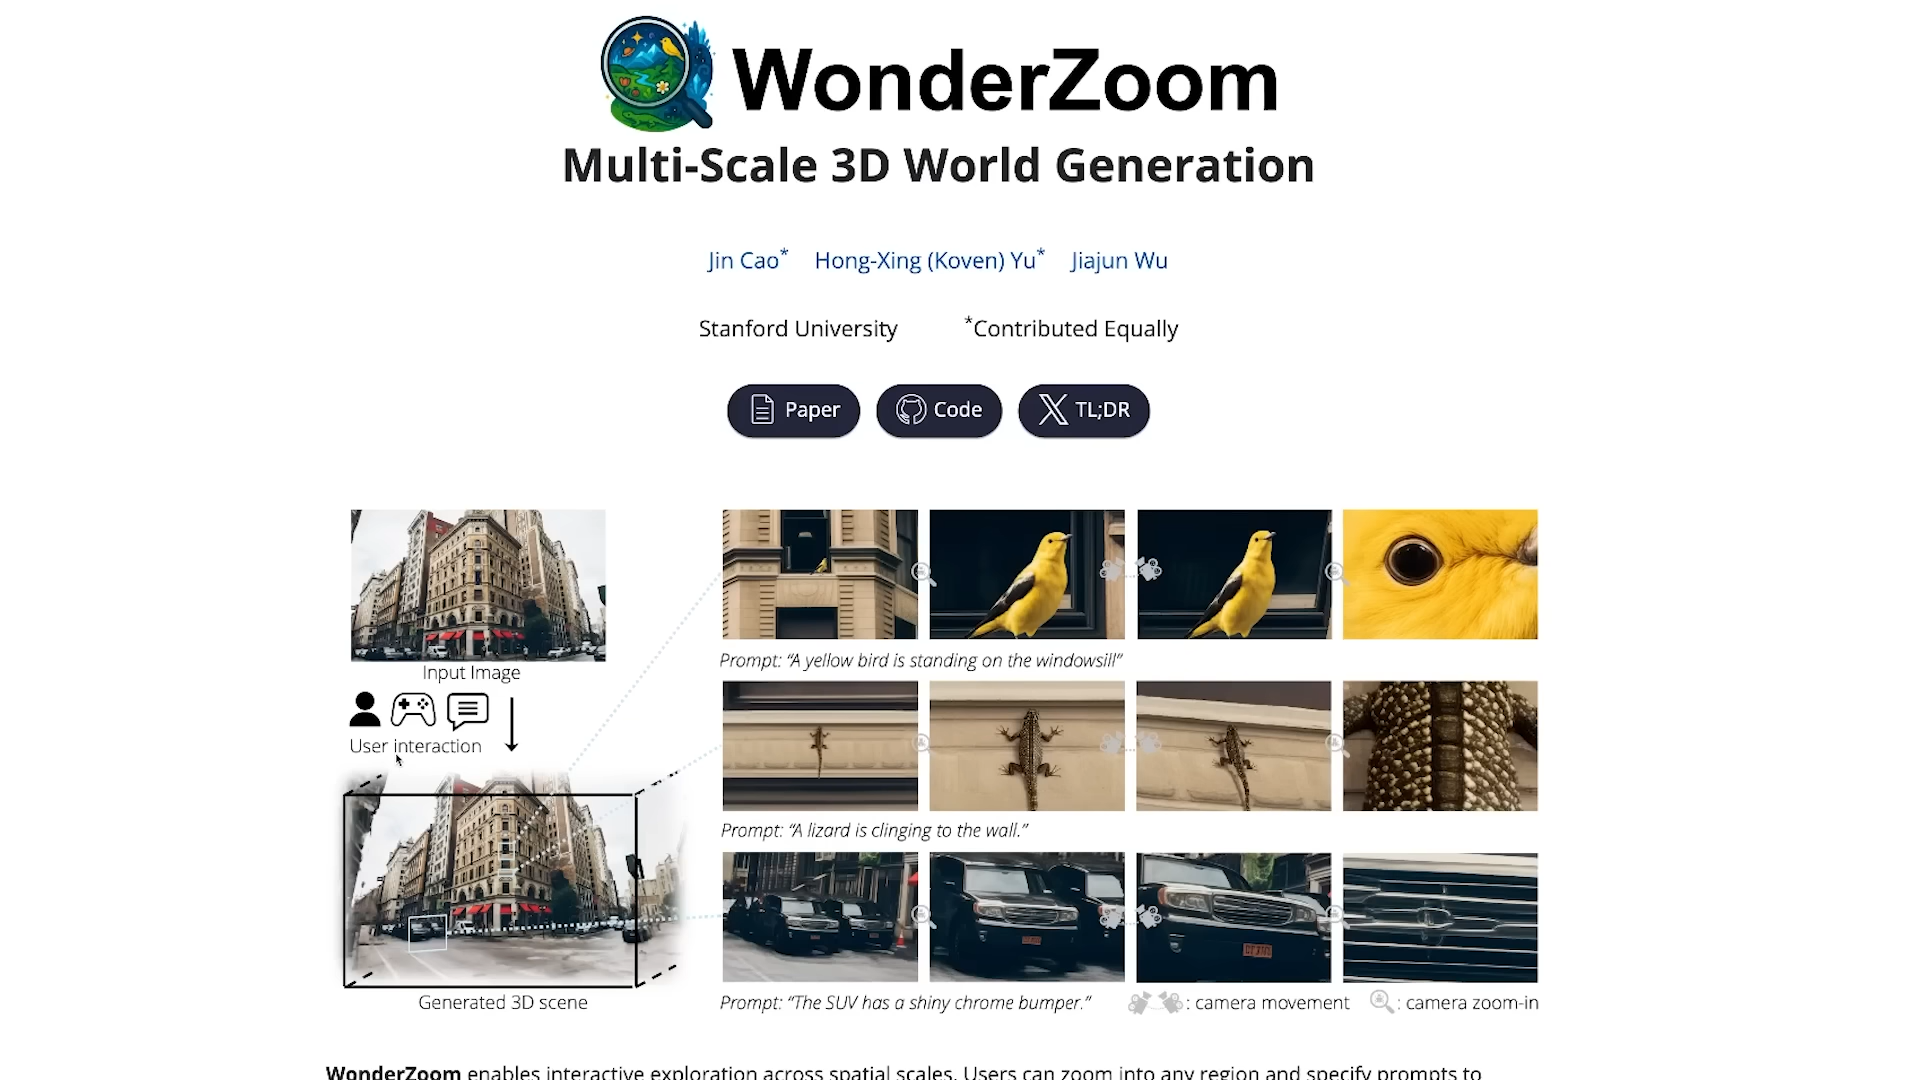 WonderZoom
Multi-Scale 3D World Generation
Jin Cao* Hong-Xing (Koven) Yu* Jiajun Wu
Stanford University *Contributed Equally
Paper Code TL;DR
Input Image
User interaction
Generated 3D scene
Prompt: “A yellow bird is standing on the windowsill”
Prompt: “A lizard is clinging to the wall.”
Prompt: “The SUV has a shiny chrome bumper.”
: camera movement : camera zoom-in
WonderZoom enables interactive exploration across spatial scales. Users can zoom into any region and specify prompts to